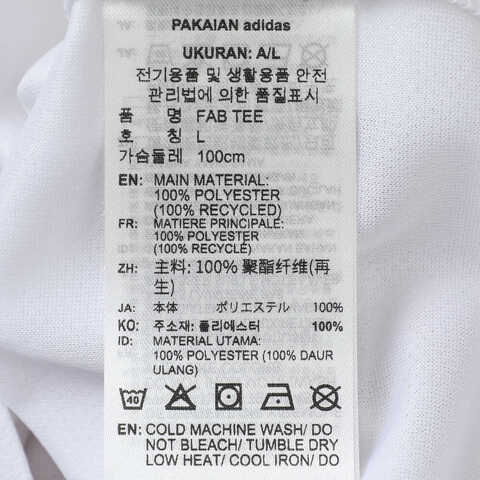 PAKAIAN adidas
UKURAN: A/L
전기용품 및 생활용품 안전
관리법에 의한 품질표시
품 명 FAB TEE
호 칭 L
가슴둘레 100cm
EN: MAIN MATERIAL:
100% POLYESTER
(100% RECYCLED)
FR: MATIERE PRINCIPALE:
100% POLYESTER
(100% RECYCLÉ)
ZH: 主料: 100% 聚酯纤维(再
生)
JA: 本体 ポリエステル 100%
KO: 주소재: 폴리에스터 100%
ID: MATERIAL UTAMA:
100% POLYESTER (100% DAUR
ULANG)
40
EN: COLD MACHINE WASH/ DO
NOT BLEACH/ TUMBLE DRY
LOW HEAT/ COOL IRON/ DO